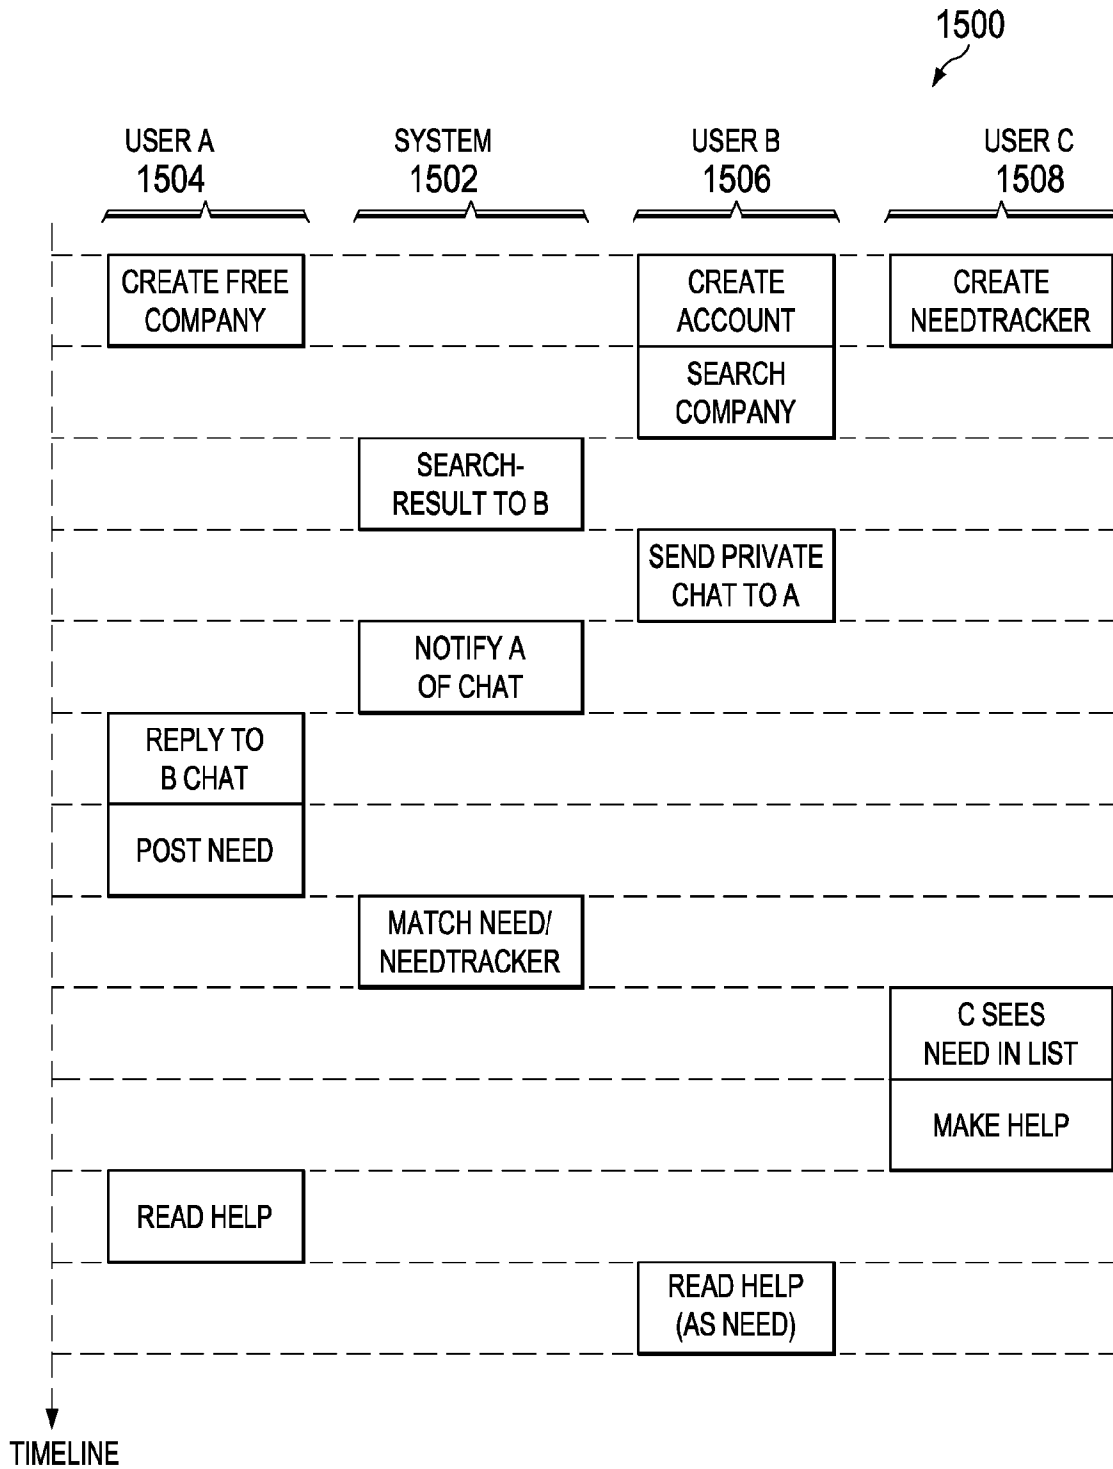 1500
USER A
1504
SYSTEM
1502
USER B
1506
USER C
1508
CREATE FREE
COMPANY
CREATE
ACCOUNT
CREATE
NEEDTRACKER
SEARCH
COMPANY
SEARCH-
RESULT TO B
SEND PRIVATE
CHAT TO A
NOTIFY A
OF CHAT
REPLY TO
B CHAT
POST NEED
MATCH NEED/
NEEDTRACKER
C SEES
NEED IN LIST
MAKE HELP
READ HELP
READ HELP
(AS NEED)
TIMELINE